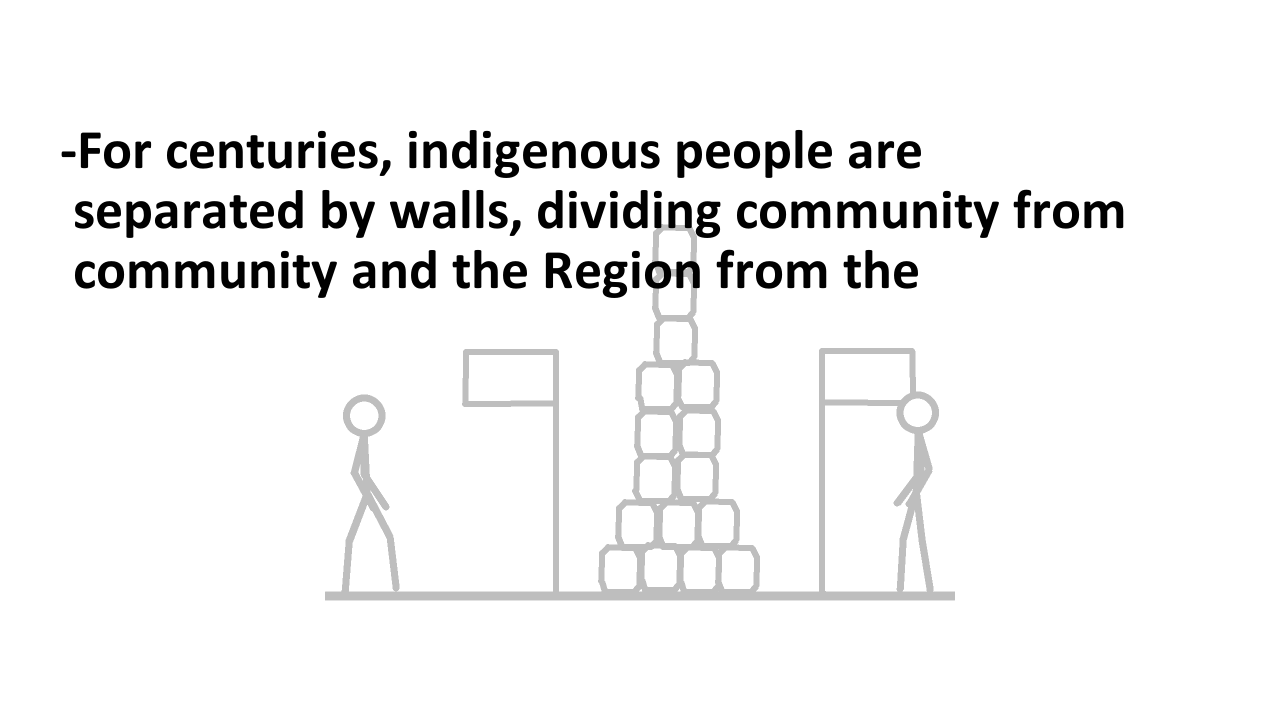 -For centuries, indigenous people are
separated by walls, dividing community from
community and the Region from the